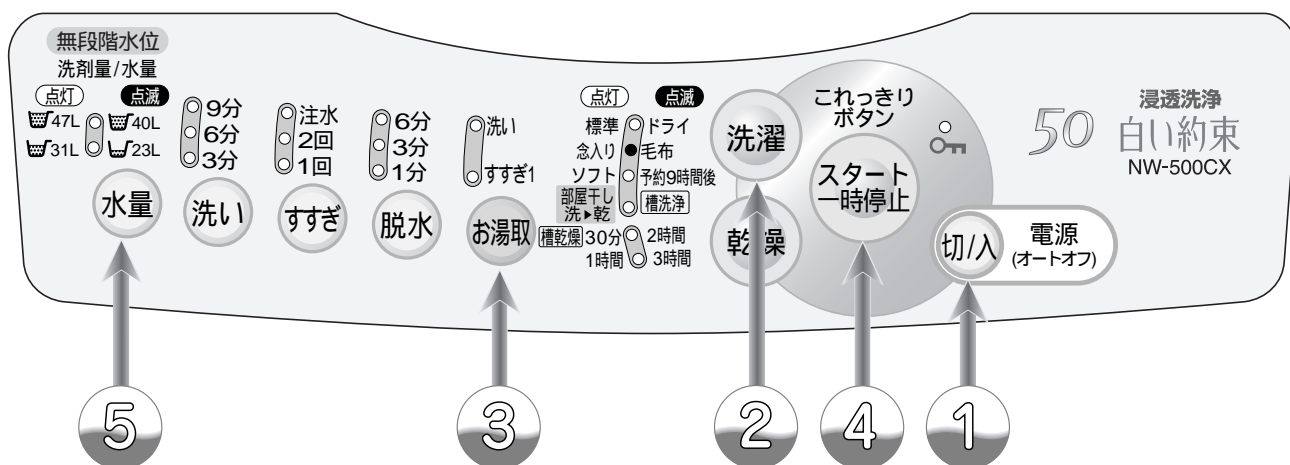 無段階水位
洗剤量/水量
点灯 点滅
47L 40L
31L 23L
水量
9分
6分
3分
洗い
注水
2回
1回
すすぎ
6分
3分
1分
脱水
洗い
すすぎ1
お湯取
点灯 点滅
標準 ドライ
念入り 毛布
ソフト 予約9時間後
部屋干し
洗▶乾 槽洗浄
槽乾燥 30分 2時間
1時間 3時間
洗濯
乾燥
これっきり
ボタン
スタート
一時停止
切/入
電源
(オートオフ)
50
浸透洗浄
白い約束
NW-500CX
5
3
2
4
1